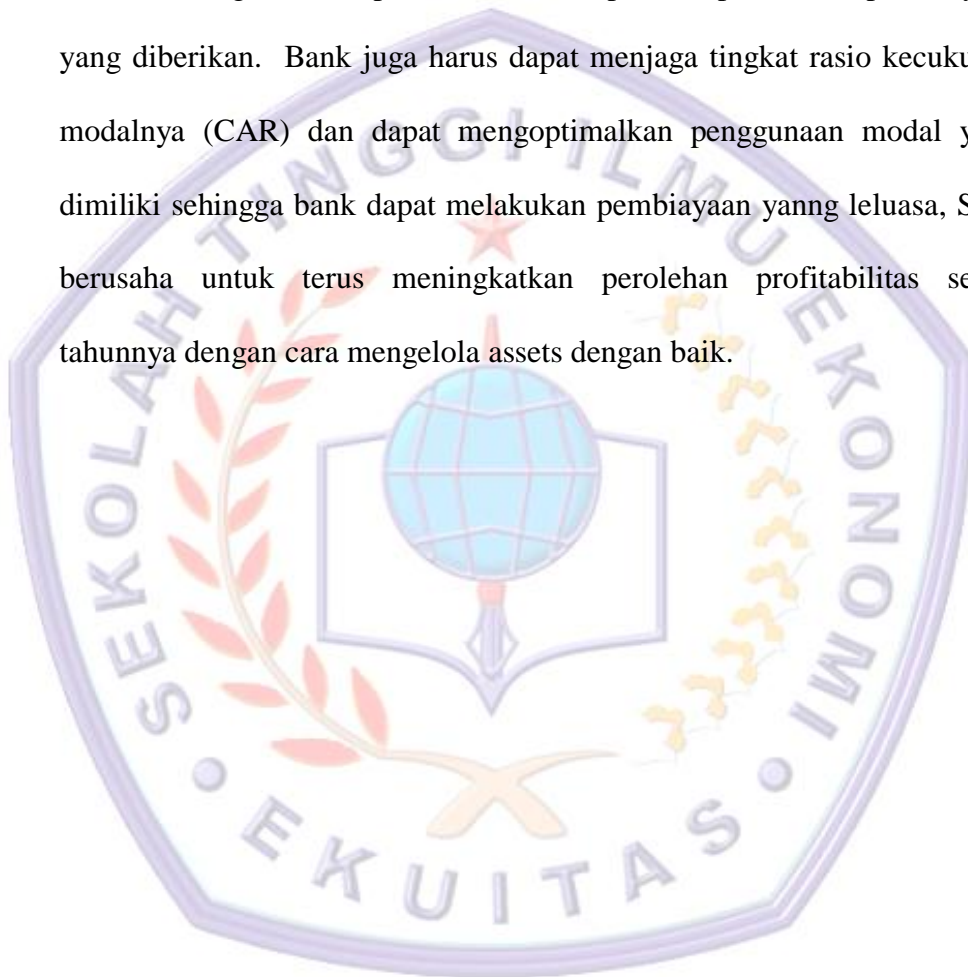 yang diberikan. Bank juga harus dapat menjaga tingkat rasio
modalnya (CAR) dan dapat mengoptimalkan penggunaan modal
dimiliki sehingga bank dapat melakukan pembiayaan yanng leluasa,
berusaha untuk terus meningkatkan perolehan profitabilitas
tahunnya dengan cara mengelola assets dengan baik.
SEKOLAH TINGGI ILMU EKONOMI
EKUITAS